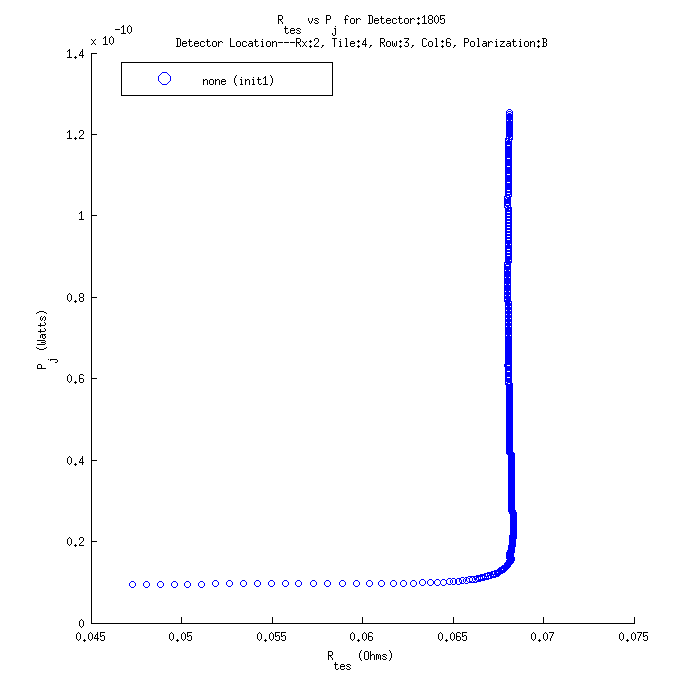 R_tes vs P_j for Detector:1805
Detector Location---Rx:2, Tile:4, Row:3, Col:6, Polarization:B
x 10^-10
none (init1)
1.4
1.2
1
0.8
0.6
0.4
0.2
0
P_j (Watts)
0.045 0.05 0.055 0.06 0.065 0.07 0.075
R_tes (Ohms)